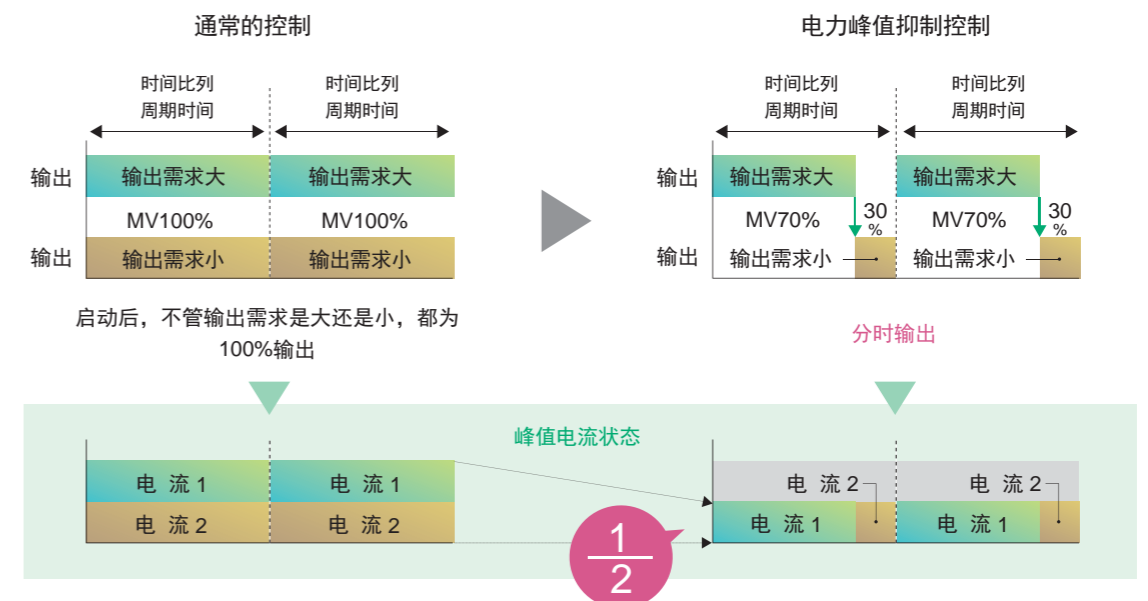 通常的控制
时间比列
周期时间
时间比列
周期时间
输出
输出需求大
输出需求大
MV100%
MV100%
输出
输出需求小
输出需求小
启动后，不管输出需求是大还是小，都为
100%输出
电力峰值抑制控制
时间比列
周期时间
时间比列
周期时间
输出
输出需求大
输出需求大
MV70%
30
%
MV70%
30
%
输出
输出需求小
输出需求小
分时输出
峰值电流状态
电 流 1
电 流 1
电 流 2
电 流 2
1
2
电 流 2
电 流 2
电 流 1
电 流 1